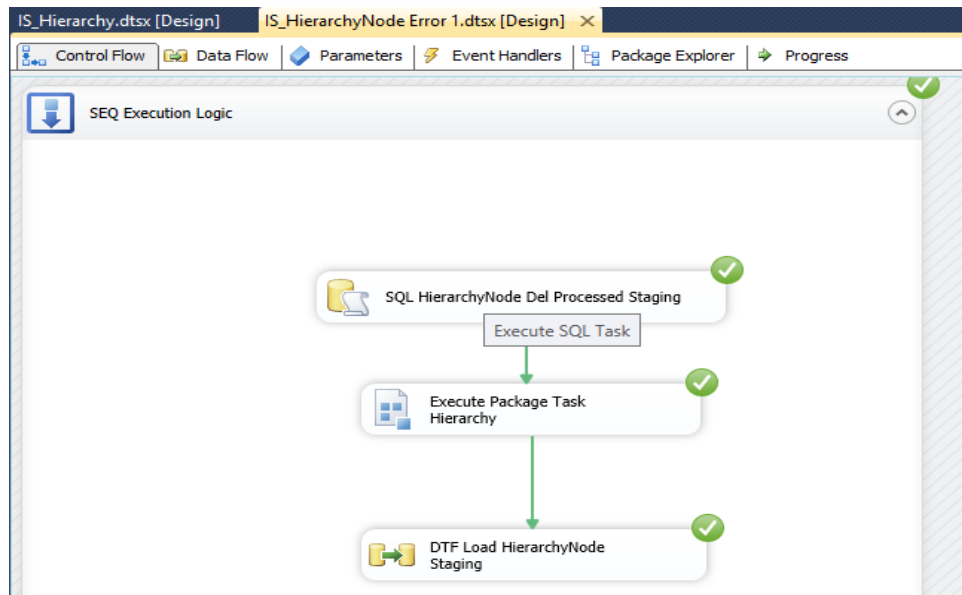 IS_Hierarchy.dtsx [Design] IS_HierarchyNode Error 1.dtsx [Design]
Control Flow Data Flow Parameters Event Handlers Package Explorer Progress
SEQ Execution Logic
SQL HierarchyNode Del Processed Staging
Execute SQL Task
Execute Package Task
Hierarchy
DTF Load HierarchyNode
Staging